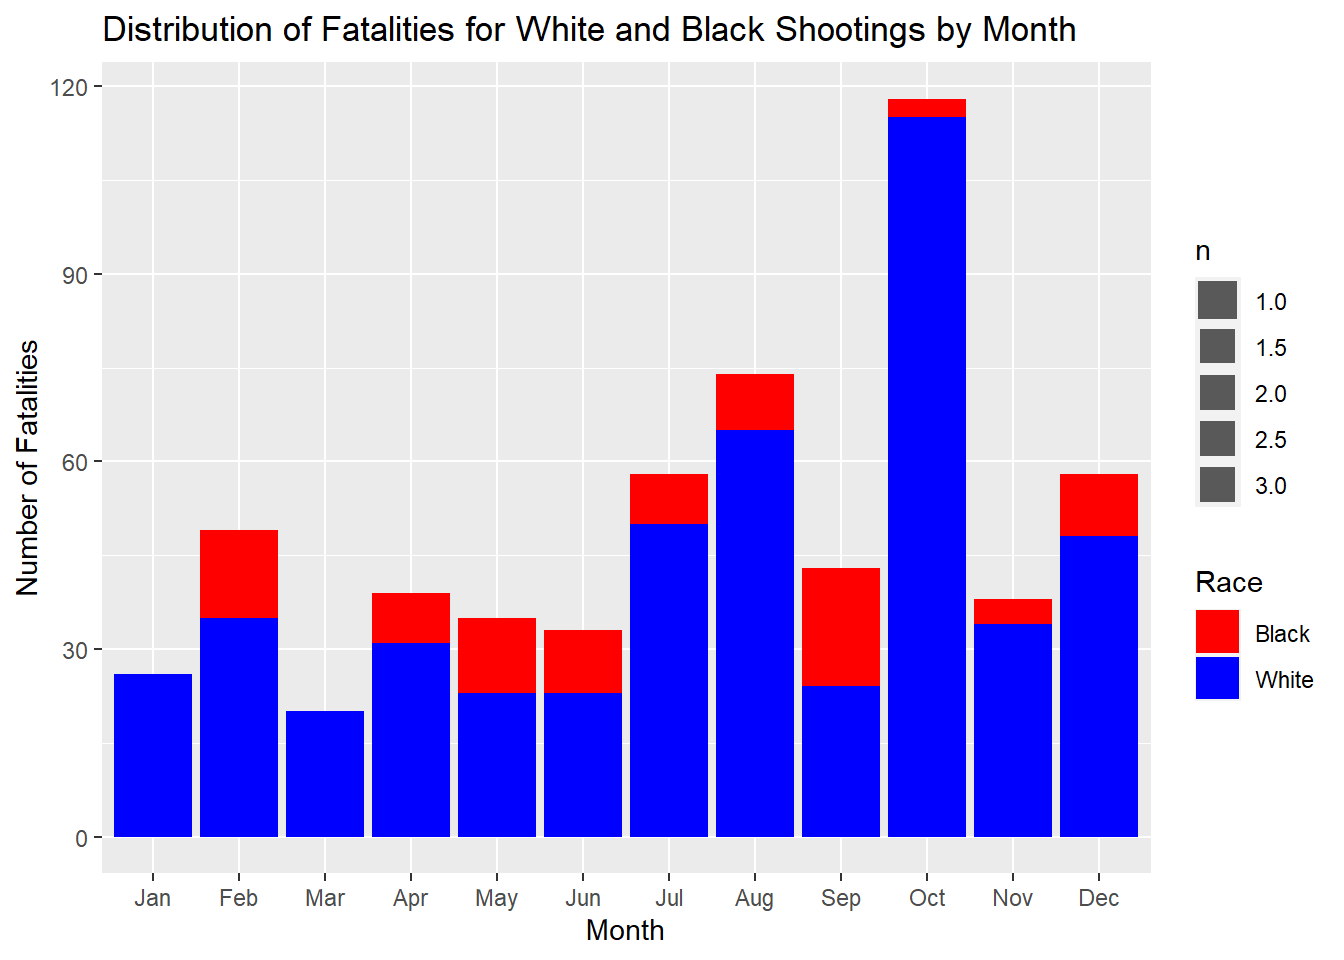 Distribution of Fatalities for White and Black Shootings by Month
120
90
60
30
0
Number of Fatalities
Jan Feb Mar Apr May Jun Jul Aug Sep Oct Nov Dec
Month
n
1.0
1.5
2.0
2.5
3.0
Race
Black
White